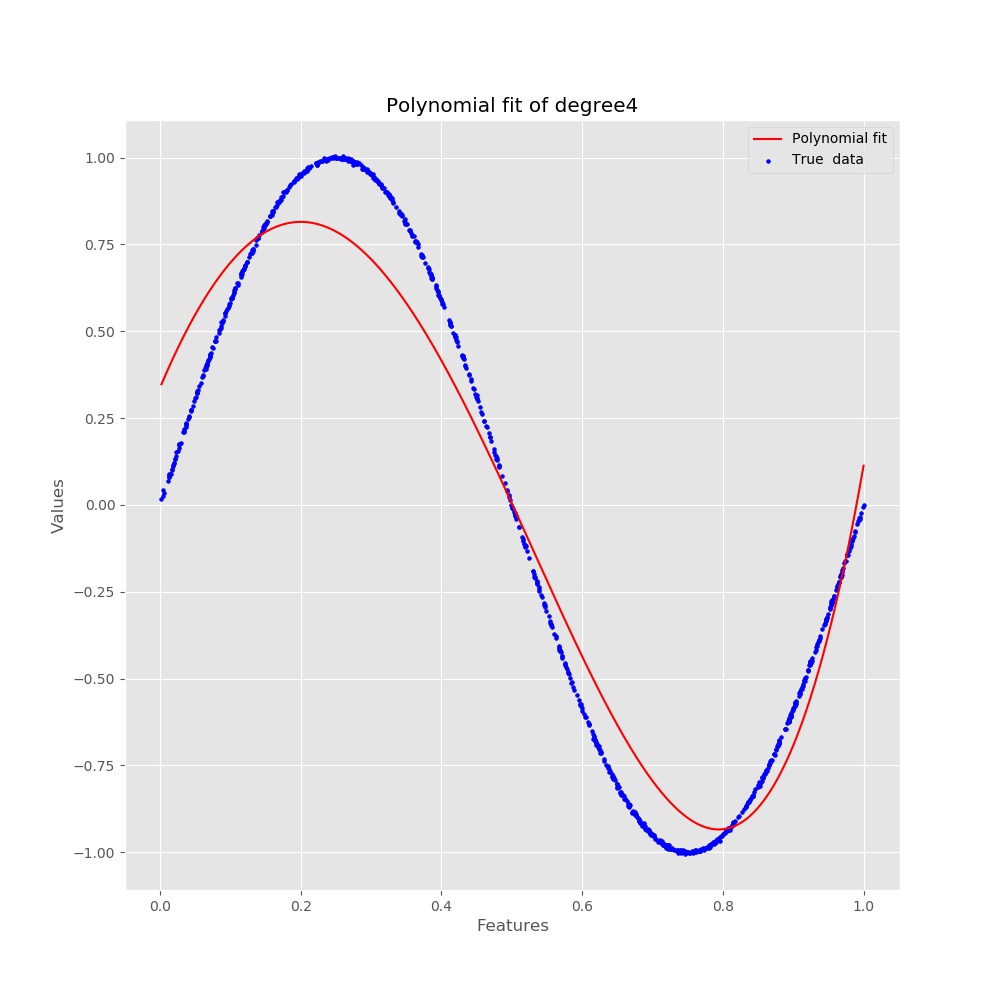 Polynomial fit of degree4
Polynomial fit
True  data
1.00
0.75
0.50
0.25
0.00
−0.25
−0.50
−0.75
−1.00
Values
0.0 0.2 0.4 0.6 0.8 1.0
Features